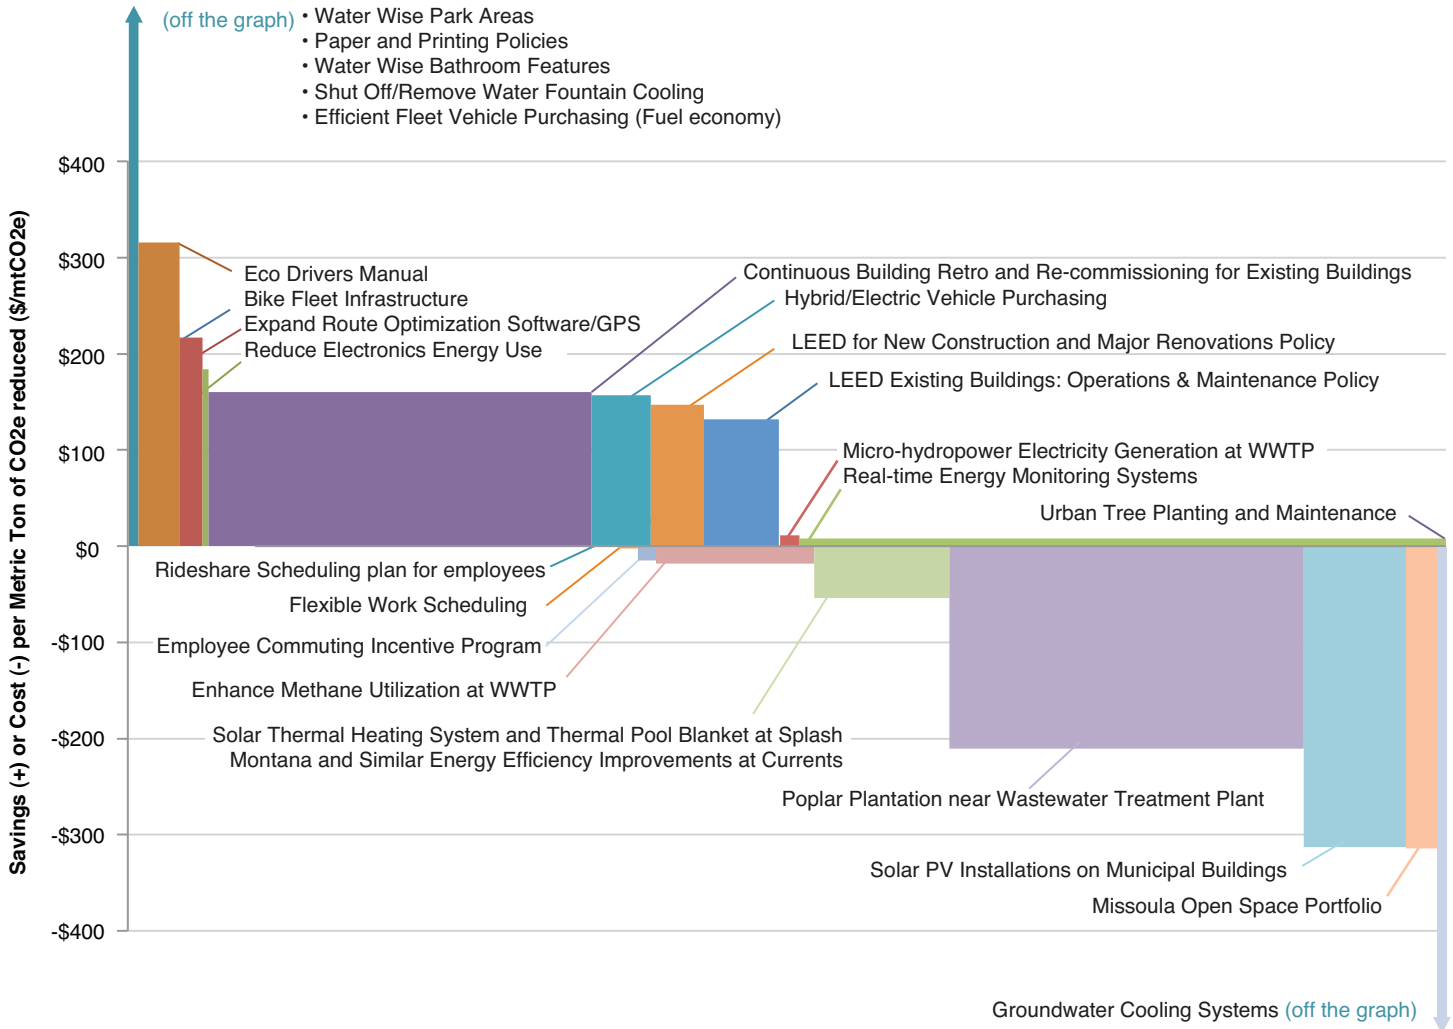 (off the graph)
• Water Wise Park Areas
• Paper and Printing Policies
• Water Wise Bathroom Features
• Shut Off/Remove Water Fountain Cooling
• Efficient Fleet Vehicle Purchasing (Fuel economy)
Savings (+) or Cost (-) per Metric Ton of CO2e reduced ($/mtCO2e)
$400
$300
$200
$100
$0
-$100
-$200
-$300
-$400
Eco Drivers Manual
Bike Fleet Infrastructure
Expand Route Optimization Software/GPS
Reduce Electronics Energy Use
Continuous Building Retro and Re-commissioning for Existing Buildings
Hybrid/Electric Vehicle Purchasing
LEED for New Construction and Major Renovations Policy
LEED Existing Buildings: Operations & Maintenance Policy
Micro-hydropower Electricity Generation at WWTP
Real-time Energy Monitoring Systems
Urban Tree Planting and Maintenance
Rideshare Scheduling plan for employees
Flexible Work Scheduling
Employee Commuting Incentive Program
Enhance Methane Utilization at WWTP
Solar Thermal Heating System and Thermal Pool Blanket at Splash
Montana and Similar Energy Efficiency Improvements at Currents
Poplar Plantation near Wastewater Treatment Plant
Solar PV Installations on Municipal Buildings
Missoula Open Space Portfolio
Groundwater Cooling Systems (off the graph)